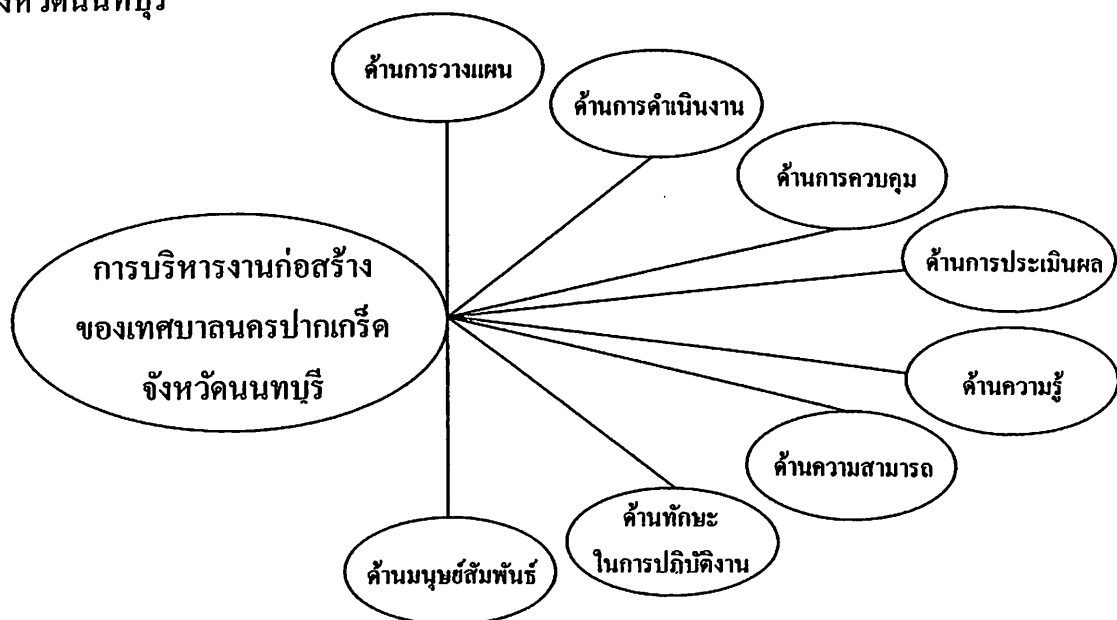 ด้านการวางแผน
ด้านการดำเนินงาน
ด้านการควบคุม
ด้านการประเมินผล
การบริหารงานก่อสร้าง
ของเทศบาลนครปากเกร็ด
จังหวัดนนทบุรี
ด้านความรู้
ด้านความสามารถ
ด้านทักษะ
ในการปฏิบัติงาน
ด้านมนุษย์สัมพันธ์